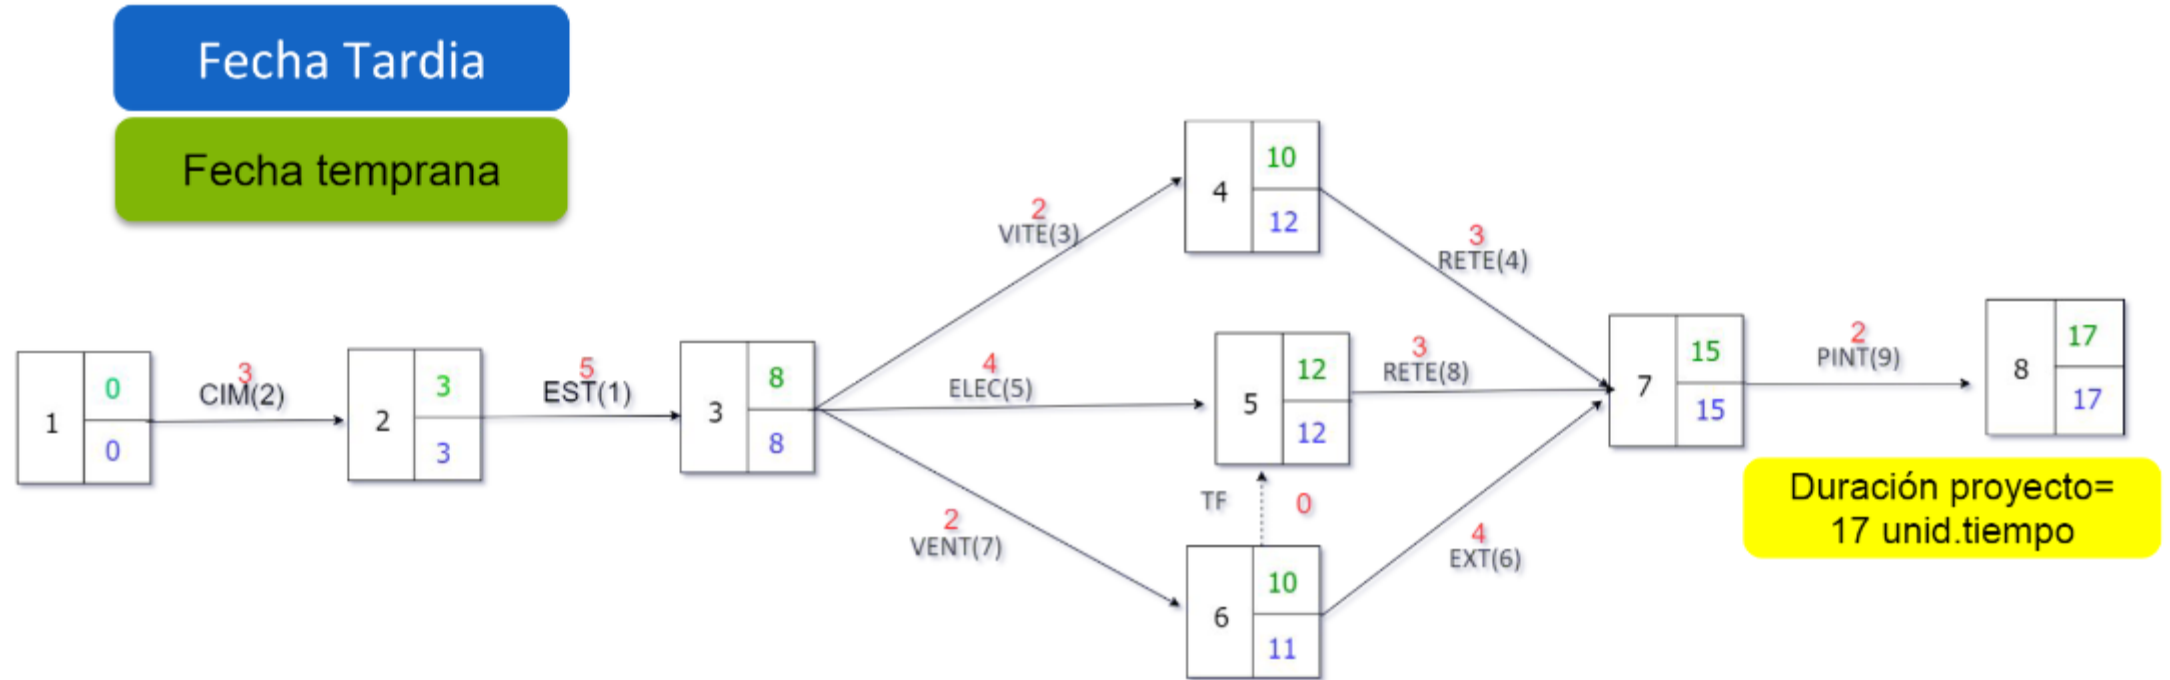 Fecha Tardia
Fecha temprana
1
0
0
3
CIM(2)
2
3
3
5
EST(1)
3
8
8
2
VITE(3)
4
10
12
3
RETE(4)
4
ELEC(5)
5
12
12
3
RETE(8)
2
VENT(7)
TF
0
6
10
11
4
EXT(6)
7
15
15
2
PINT(9)
8
17
17
Duración proyecto=
17 unid.tiempo